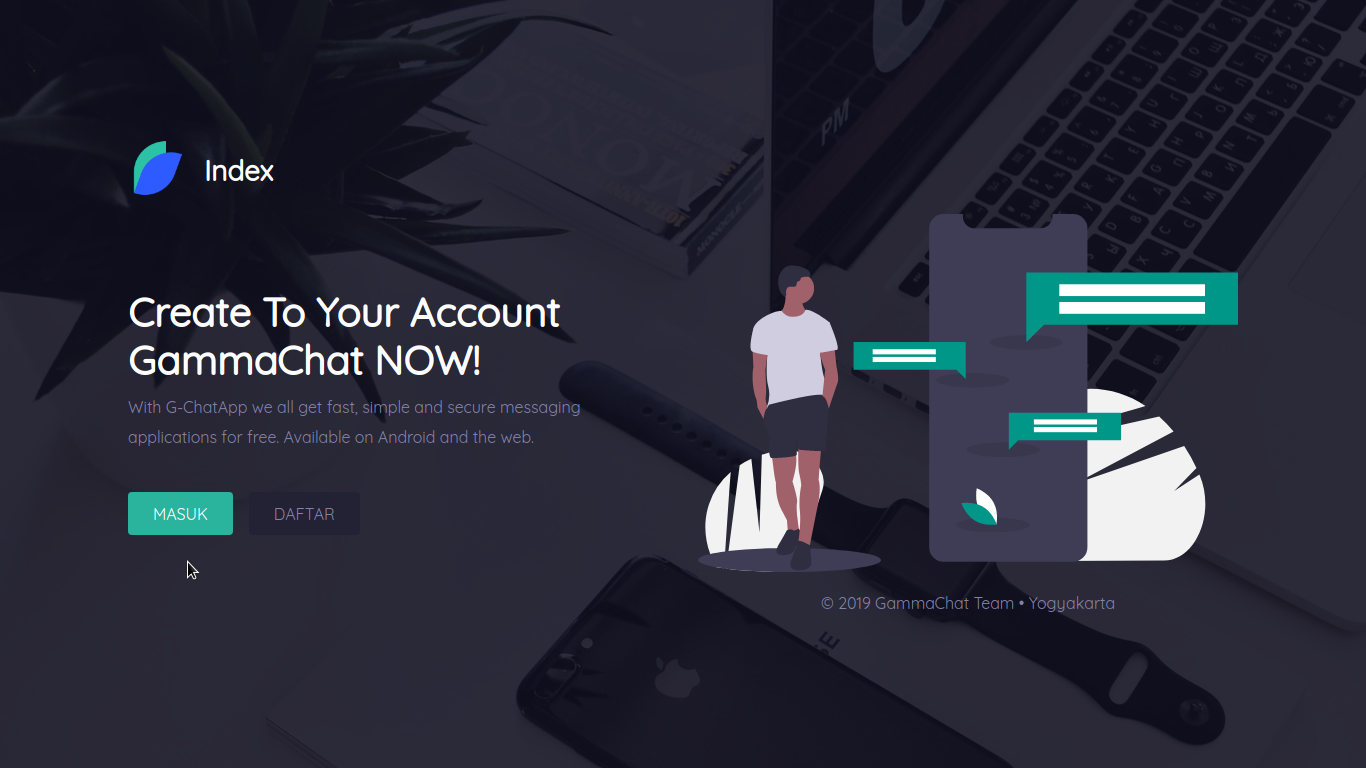 Index
Create To Your Account
GammaChat NOW!
With G-ChatApp we all get fast, simple and secure messaging
applications for free. Available on Android and the web.
MASUK
DAFTAR
© 2019 GammaChat Team • Yogyakarta
PM